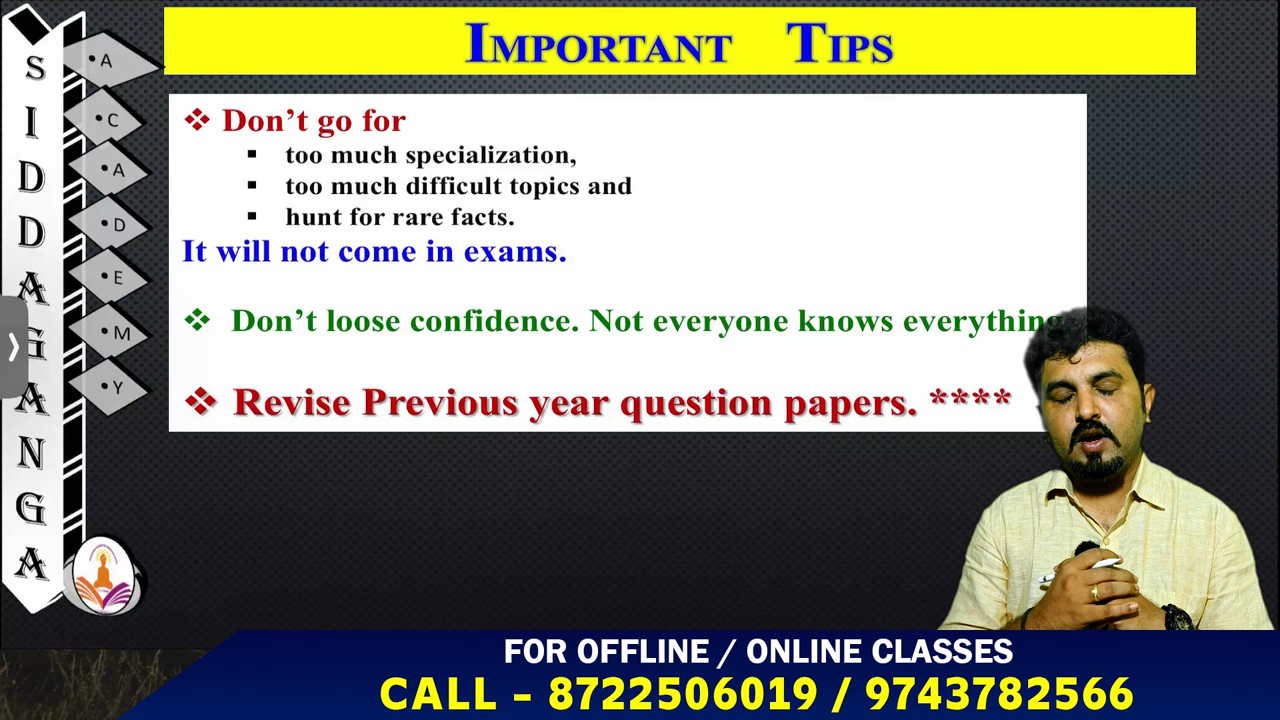 IMPORTANT TIPS
❖ Don't go for
▪ too much specialization,
▪ too much difficult topics and
▪ hunt for rare facts.
It will not come in exams.
❖ Don't loose confidence. Not everyone knows everything
❖ Revise Previous year question papers. ****
SIDDAGANGA
• A
• C
• A
• D
• E
• M
• Y
FOR OFFLINE / ONLINE CLASSES
CALL - 8722506019 / 9743782566